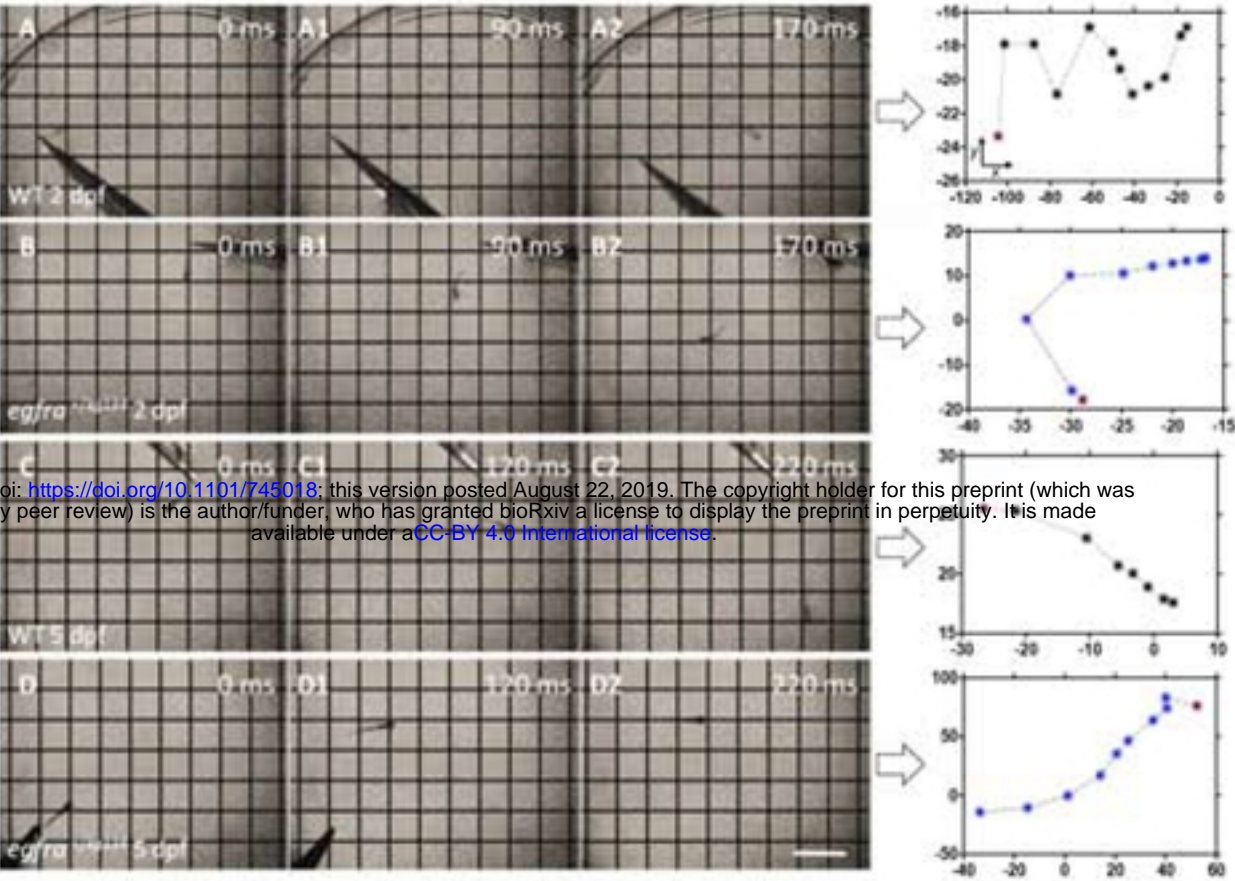 A 0 ms A1 90 ms A2 170 ms
-16
-18
-20
-22
-24
-26
y
x
-120 -100 -80 -60 -40 -20 0
WT 2 dpf
B 0 ms B1 90 ms B2 170 ms
20
10
0
-10
-20
-40 -35 -30 -25 -20 -15
egfra 2 dpf
C 0 ms C1 120 ms C2 220 ms
30
oi: https://doi.org/10.1101/745018; this version posted August 22, 2019. The copyright holder for this preprint (which was
y peer review) is the author/funder, who has granted bioRxiv a license to display the preprint in perpetuity. It is made
available under aCC-BY 4.0 International license.
20
15
-30 -20 -10 0 10
WT 5 dpf
D 0 ms D1 120 ms D2 220 ms
100
50
0
-50
-40 -20 0 20 40 60
egfra 5 dpf